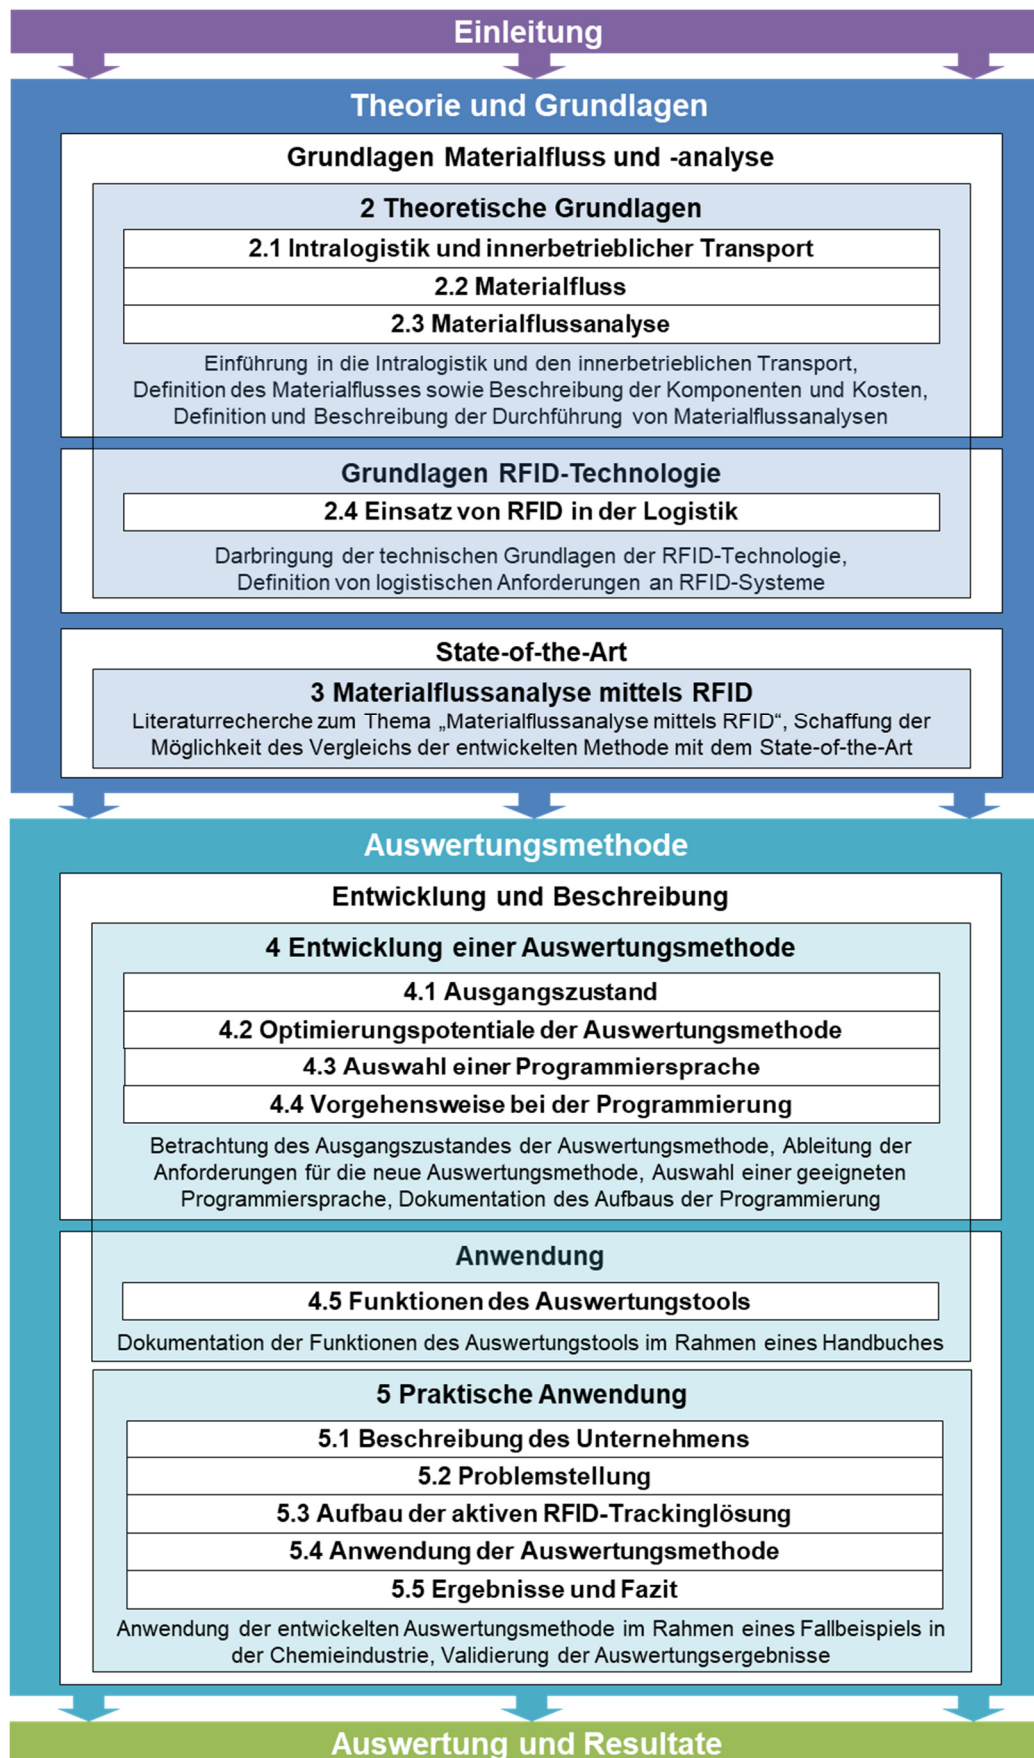 Einleitung
Theorie und Grundlagen
Grundlagen Materialfluss und -analyse
2 Theoretische Grundlagen
2.1 Intralogistik und innerbetrieblicher Transport
2.2 Materialfluss
2.3 Materialflussanalyse
Einführung in die Intralogistik und den innerbetrieblichen Transport,
Definition des Materialflusses sowie Beschreibung der Komponenten und Kosten,
Definition und Beschreibung der Durchführung von Materialflussanalysen
Grundlagen RFID-Technologie
2.4 Einsatz von RFID in der Logistik
Darbringung der technischen Grundlagen der RFID-Technologie,
Definition von logistischen Anforderungen an RFID-Systeme
State-of-the-Art
3 Materialflussanalyse mittels RFID
Literaturrecherche zum Thema „Materialflussanalyse mittels RFID“, Schaffung der
Möglichkeit des Vergleichs der entwickelten Methode mit dem State-of-the-Art
Auswertungsmethode
Entwicklung und Beschreibung
4 Entwicklung einer Auswertungsmethode
4.1 Ausgangszustand
4.2 Optimierungspotentiale der Auswertungsmethode
4.3 Auswahl einer Programmiersprache
4.4 Vorgehensweise bei der Programmierung
Betrachtung des Ausgangszustandes der Auswertungsmethode, Ableitung der
Anforderungen für die neue Auswertungsmethode, Auswahl einer geeigneten
Programmiersprache, Dokumentation des Aufbaus der Programmierung
Anwendung
4.5 Funktionen des Auswertungstools
Dokumentation der Funktionen des Auswertungstools im Rahmen eines Handbuches
5 Praktische Anwendung
5.1 Beschreibung des Unternehmens
5.2 Problemstellung
5.3 Aufbau der aktiven RFID-Trackinglösung
5.4 Anwendung der Auswertungsmethode
5.5 Ergebnisse und Fazit
Anwendung der entwickelten Auswertungsmethode im Rahmen eines Fallbeispiels in
der Chemieindustrie, Validierung der Auswertungsergebnisse
Auswertung und Resultate